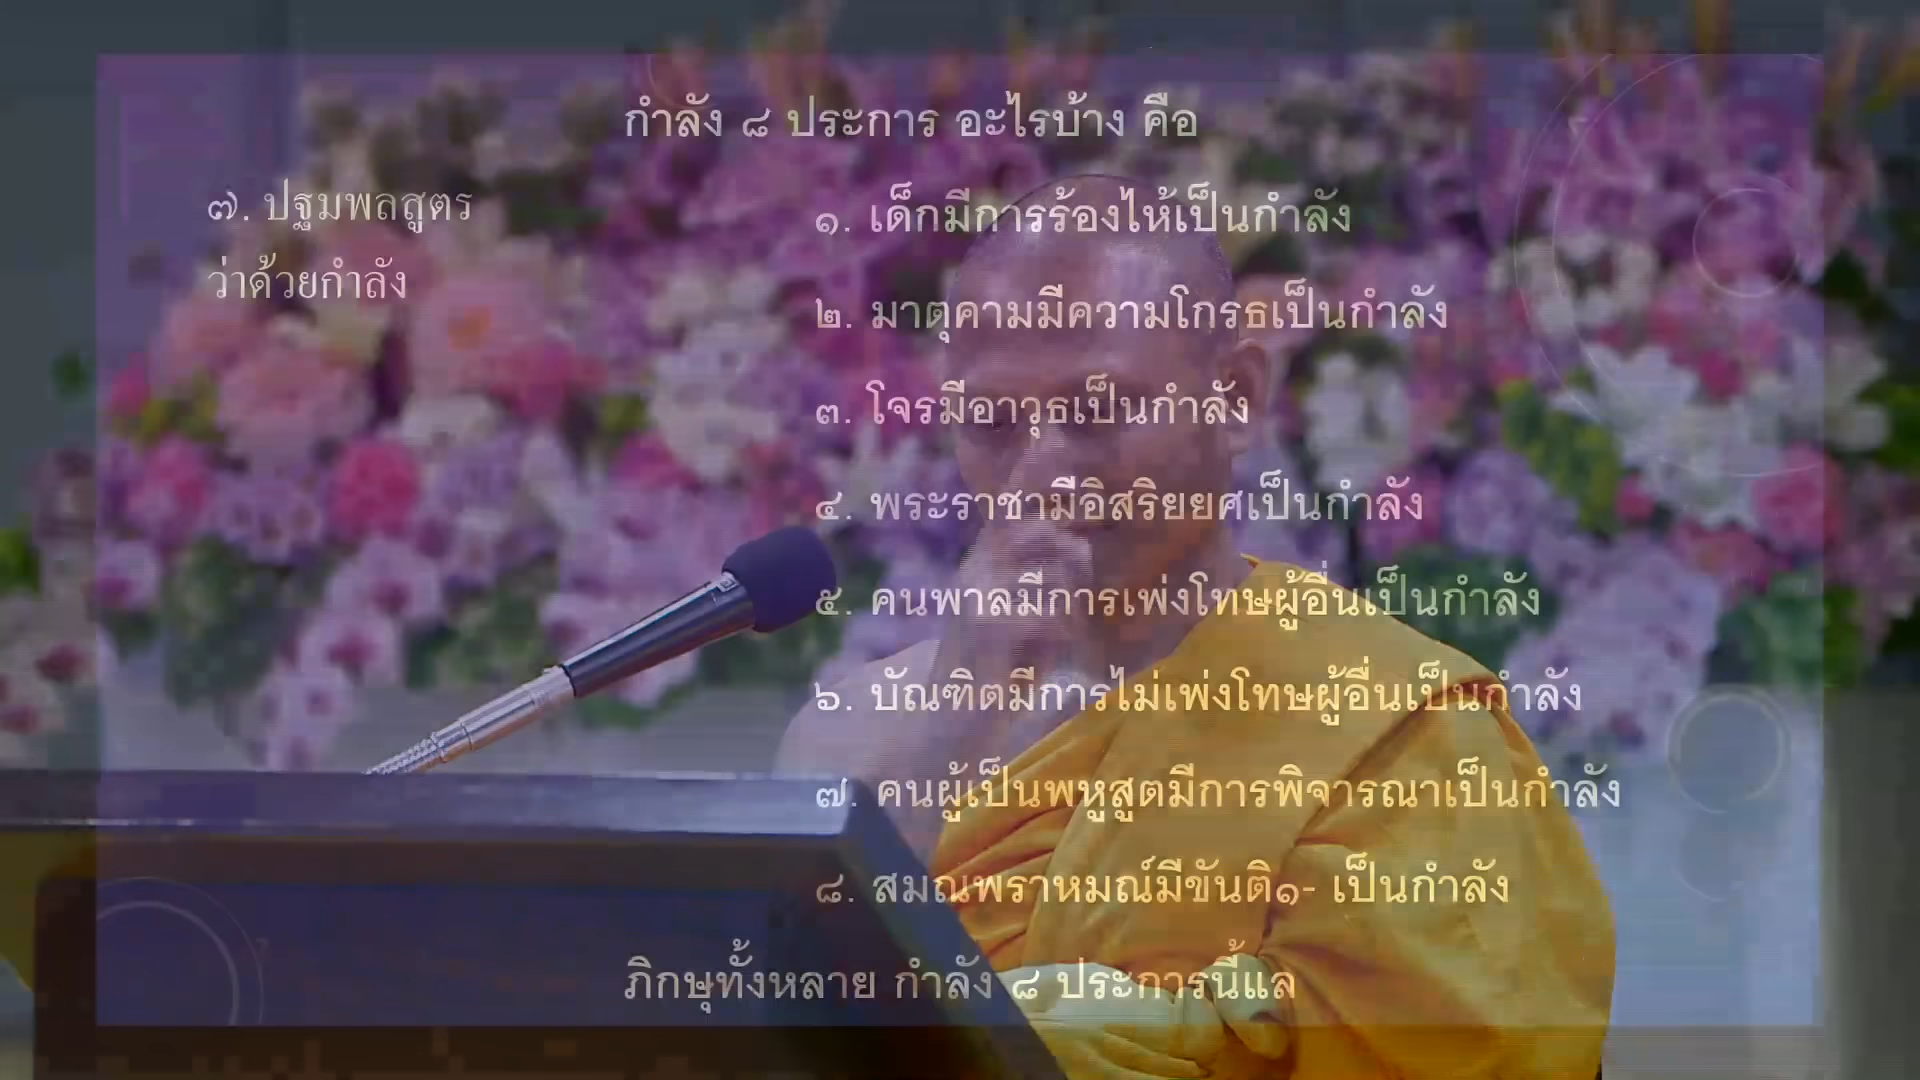 กำลัง ๘ ประการ อะไรบ้าง คือ
๗. ปฐมพลสูตร
ว่าด้วยกำลัง
๑. เด็กมีการร้องไห้เป็นกำลัง
๒. มาตุคามมีความโกรธเป็นกำลัง
๓. โจรมีอาวุธเป็นกำลัง
๔. พระราชามีอิสริยยศเป็นกำลัง
๕. คนพาลมีการเพ่งโทษผู้อื่นเป็นกำลัง
๖. บัณฑิตมีการไม่เพ่งโทษผู้อื่นเป็นกำลัง
๗. คนผู้เป็นพหูสูตมีการพิจารณาเป็นกำลัง
๘. สมณพราหมณ์มีขันติ๑- เป็นกำลัง
ภิกษุทั้งหลาย กำลัง ๘ ประการนี้แล